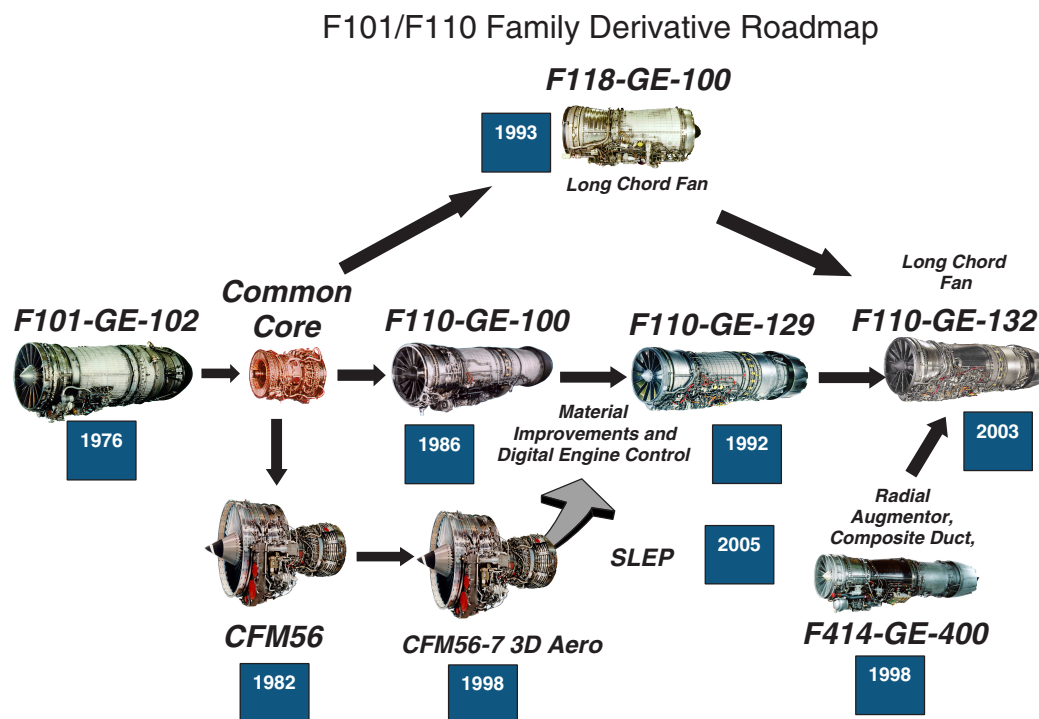 F101/F110 Family Derivative Roadmap
F118-GE-100
1993
Long Chord Fan
Long Chord
Fan
Common
Core
F101-GE-102
F110-GE-100
F110-GE-129
F110-GE-132
1976
1986
Material
Improvements and
Digital Engine Control
1992
2003
Radial
Augmentor,
Composite Duct,
SLEP
2005
CFM56
1982
CFM56-7 3D Aero
1998
F414-GE-400
1998